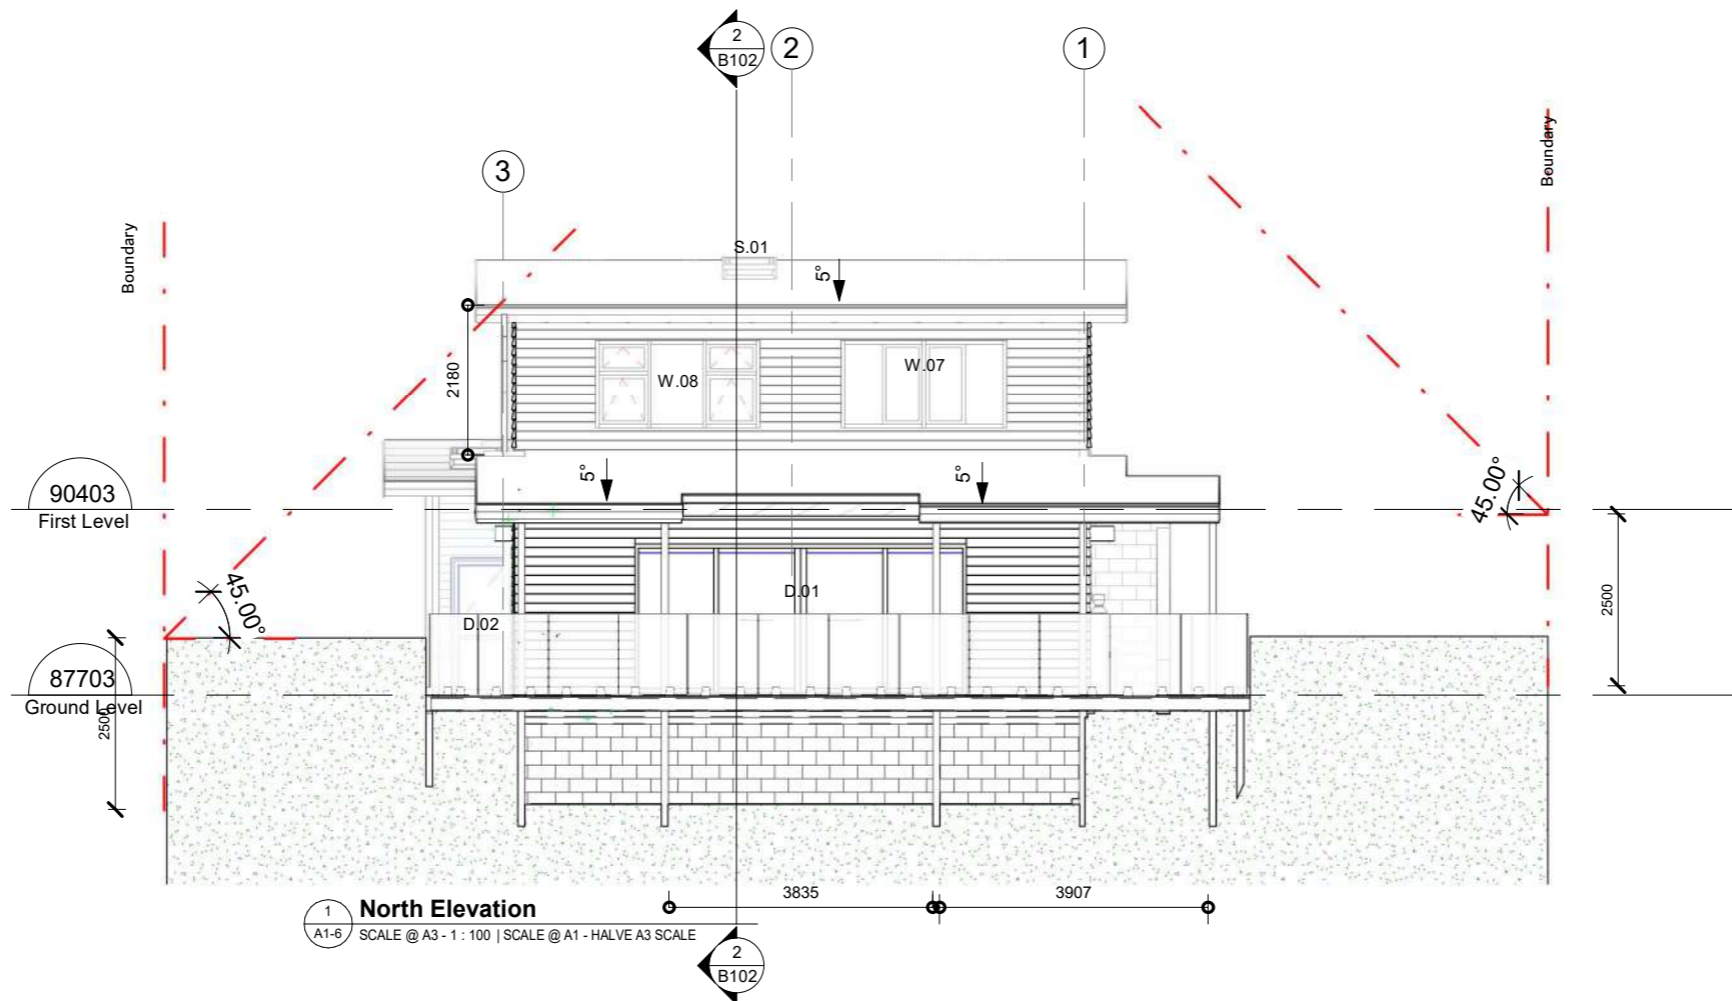 2
B102
2
1
3
Boundary
Boundary
S.01
5°
2180
W.08
W.07
90403
First Level
5°
5°
45.00°
45.00°
2500
D.01
D.02
87703
Ground Level
2500
3835
3907
1
A1-6
North Elevation
SCALE @ A3 - 1 : 100 | SCALE @ A1 - HALVE A3 SCALE
2
B102